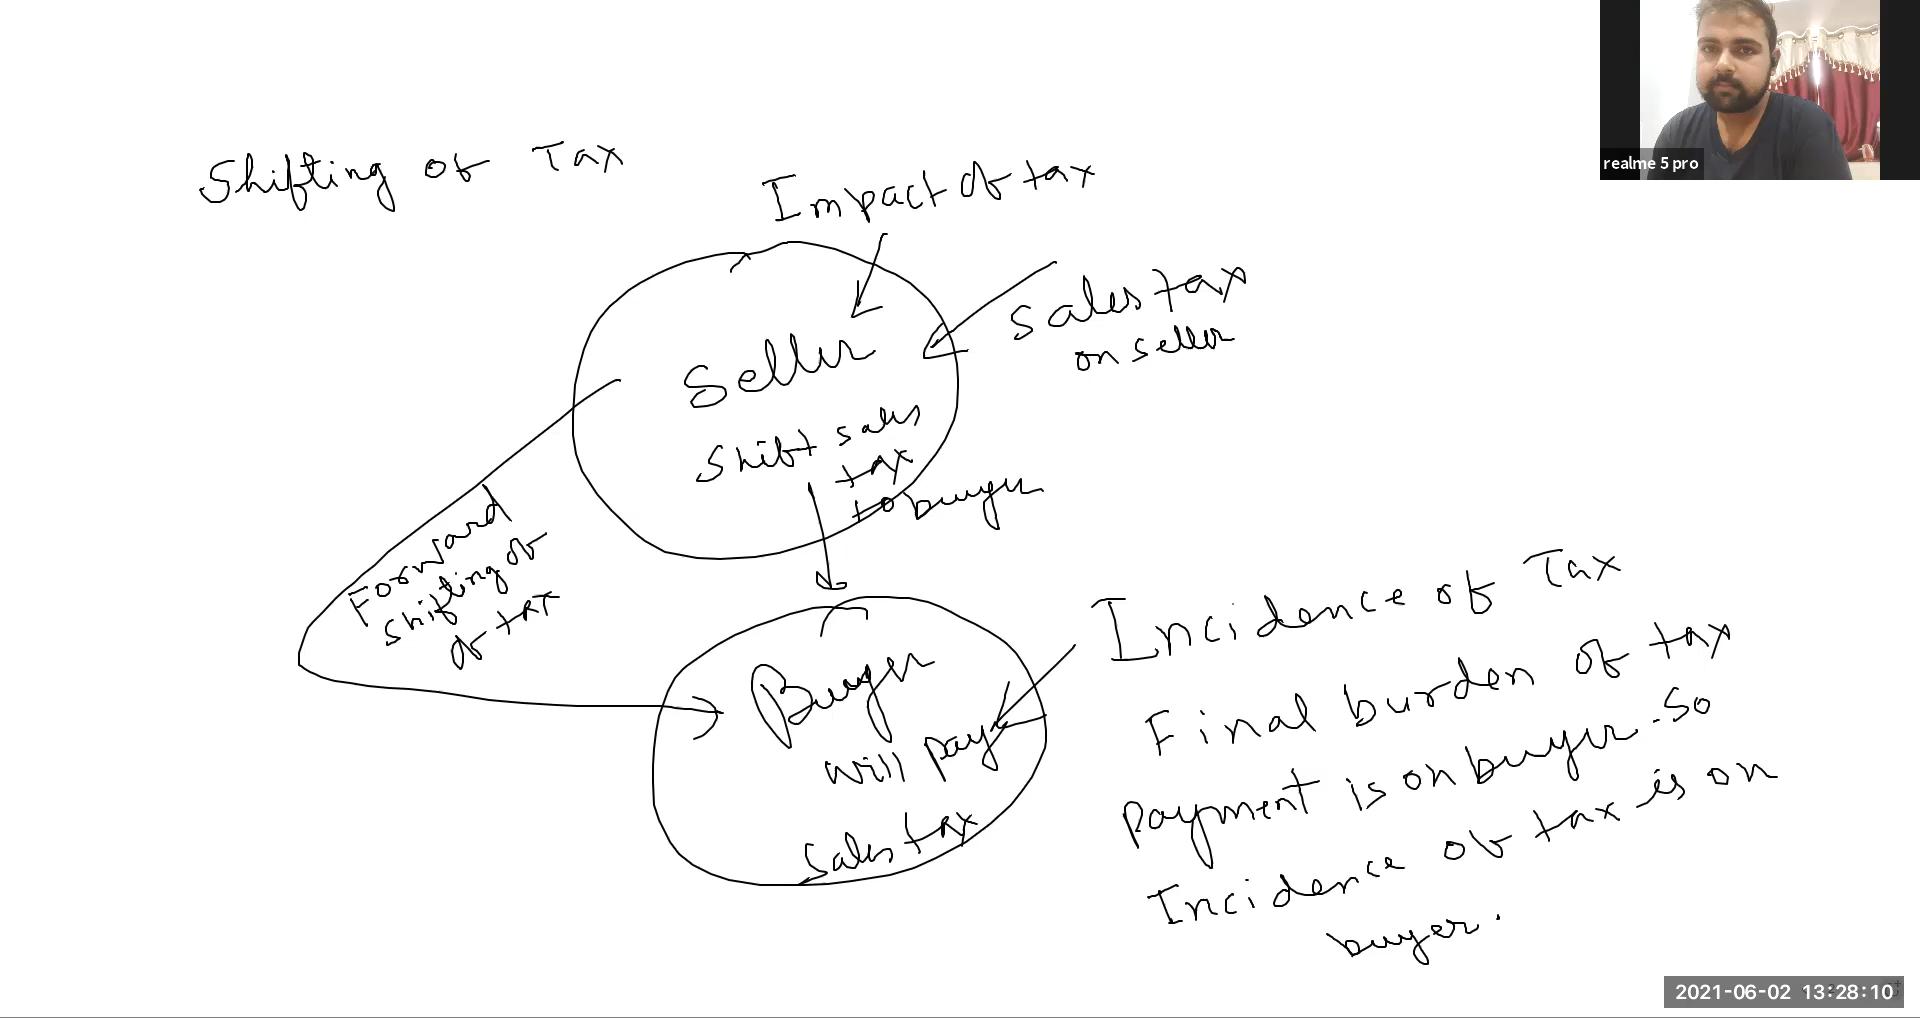 Shifting of Tax
Impact of tax
Sales tax
on seller
Seller
Shift sales
tax
to buyer
Forward
shifting of
of tax
Buyer
will pay
Sales tax
Incidence of Tax
Final burden of tax
payment is on buyer. So
Incidence of tax is on
buyer.
realme 5 pro
2021-06-02 13:28:10